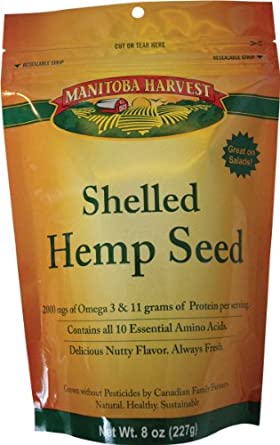 CUT OR TEAR HERE
RESEALABLE STRIP RESEALABLE STRIP
MANITOBA HARVEST
Great on
Salads!
Shelled
Hemp Seed
2000 mgs of Omega 3 & 11 grams of Protein per serving.
Contains all 10 Essential Amino Acids.
Delicious Nutty Flavor. Always Fresh.
Grown without Pesticides by Canadian Family Farmers.
Natural. Healthy. Sustainable
Net Wt. 8 oz (227g)